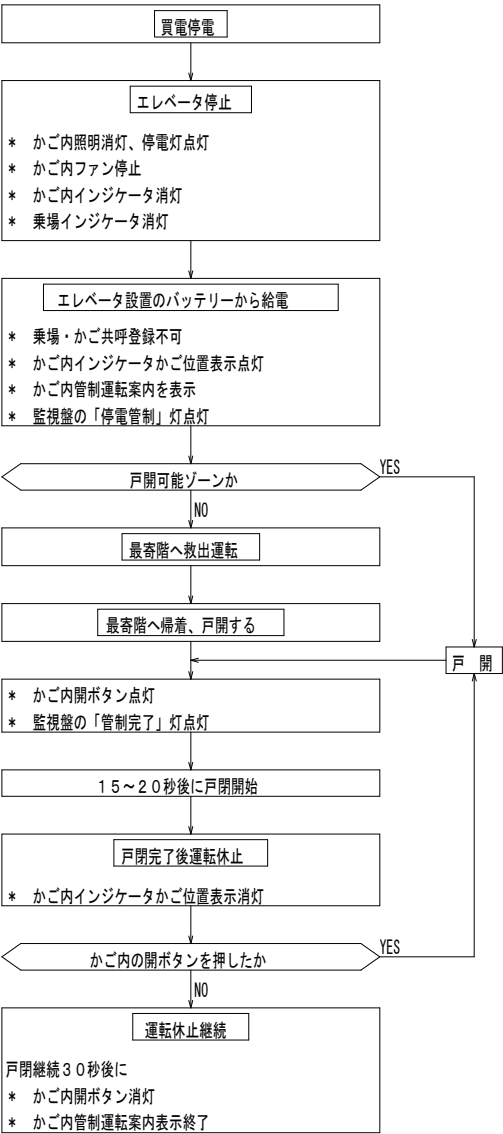 買電停電
エレベータ停止
* かご内照明消灯、停電灯点灯
* かご内ファン停止
* かご内インジケータ消灯
* 乗場インジケータ消灯
エレベータ設置のバッテリーから給電
* 乗場・かご共呼登録不可
* かご内インジケータかご位置表示点灯
* かご内管制運転案内を表示
* 監視盤の「停電管制」灯点灯
戸開可能ゾーンか
YES
NO
最寄階へ救出運転
最寄階へ帰着、戸開する
戸 開
* かご内開ボタン点灯
* 監視盤の「管制完了」灯点灯
15～20秒後に戸閉開始
戸閉完了後運転休止
* かご内インジケータかご位置表示消灯
かご内の開ボタンを押したか
YES
NO
運転休止継続
戸閉継続30秒後に
* かご内開ボタン消灯
* かご内管制運転案内表示終了